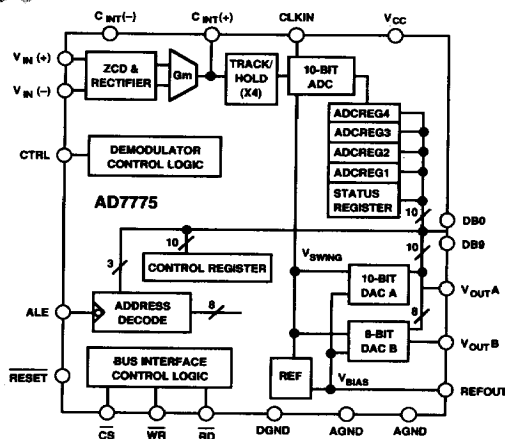 C INT(–)
C INT(+)
CLKIN
VCC
VIN (+)
VIN (–)
ZCD &
RECTIFIER
Gm
TRACK/
HOLD
(X4)
10-BIT
ADC
ADCREG4
ADCREG3
ADCREG2
ADCREG1
STATUS
REGISTER
CTRL
DEMODULATOR
CONTROL LOGIC
AD7775
10
DB0
10
DB9
3
10
CONTROL REGISTER
VSWING
10-BIT
DAC A
VOUTA
ALE
ADDRESS
DECODE
8
8
8-BIT
DAC B
VOUTB
RESET
BUS INTERFACE
CONTROL LOGIC
REF
VBIAS
REFOUT
CS
WR
RD
DGND
AGND
AGND